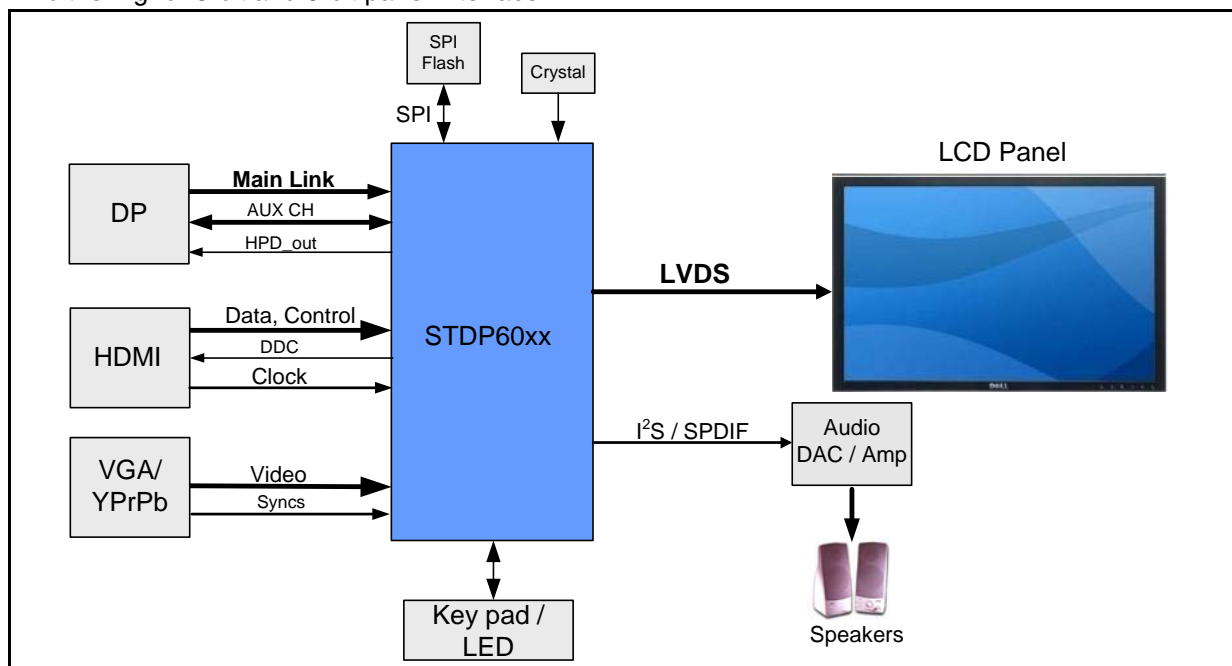 SPI
Flash
Crystal
SPI
LCD Panel
DP
Main Link
AUX CH
HPD_out
LVDS
HDMI
Data, Control
DDC
Clock
STDP60xx
DELL
VGA/
YPrPb
Video
Syncs
I²S / SPDIF
Audio
DAC / Amp
Key pad /
LED
Speakers